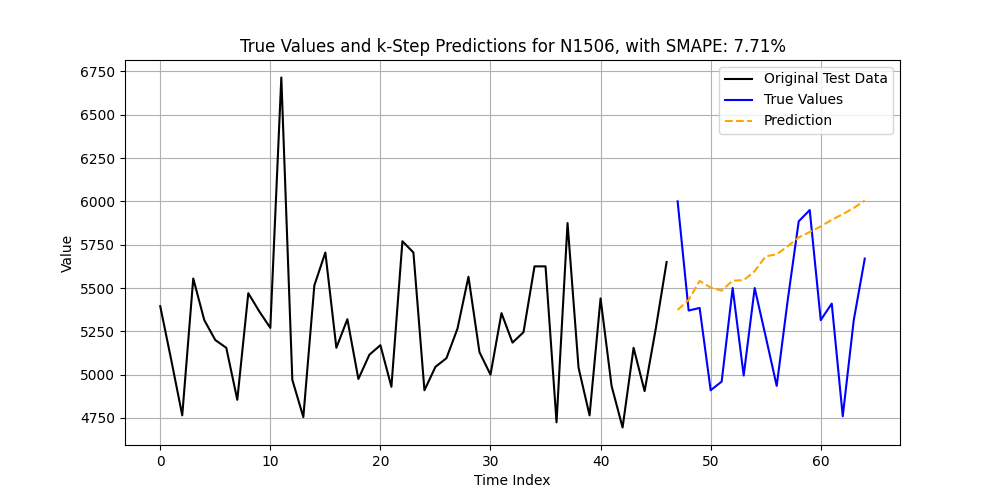 True Values and k-Step Predictions for N1506, with SMAPE: 7.71%
Original Test Data
True Values
Prediction
Value
6750
6500
6250
6000
5750
5500
5250
5000
4750
0 10 20 30 40 50 60
Time Index